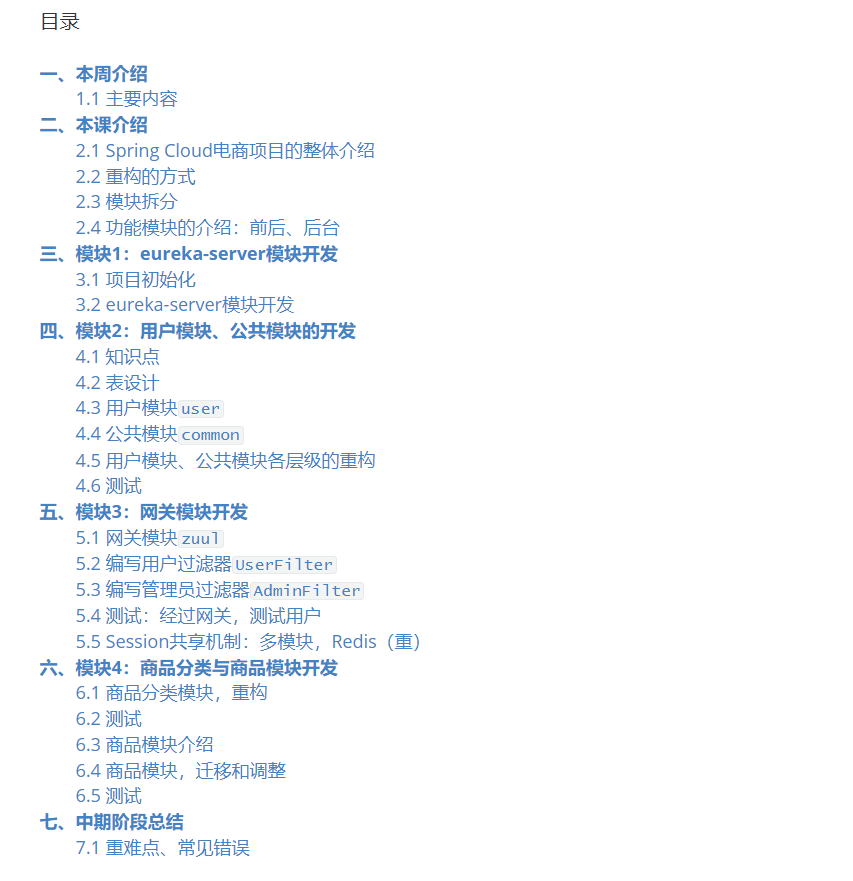 目录
一、本周介绍
1.1 主要内容
二、本课介绍
2.1 Spring Cloud电商项目的整体介绍
2.2 重构的方式
2.3 模块拆分
2.4 功能模块的介绍：前后、后台
三、模块1：eureka-server模块开发
3.1 项目初始化
3.2 eureka-server模块开发
四、模块2：用户模块、公共模块的开发
4.1 知识点
4.2 表设计
4.3 用户模块user
4.4 公共模块common
4.5 用户模块、公共模块各层级的重构
4.6 测试
五、模块3：网关模块开发
5.1 网关模块zuul
5.2 编写用户过滤器UserFilter
5.3 编写管理员过滤器AdminFilter
5.4 测试：经过网关，测试用户
5.5 Session共享机制：多模块，Redis（重）
六、模块4：商品分类与商品模块开发
6.1 商品分类模块，重构
6.2 测试
6.3 商品模块介绍
6.4 商品模块，迁移和调整
6.5 测试
七、中期阶段总结
7.1 重难点、常见错误